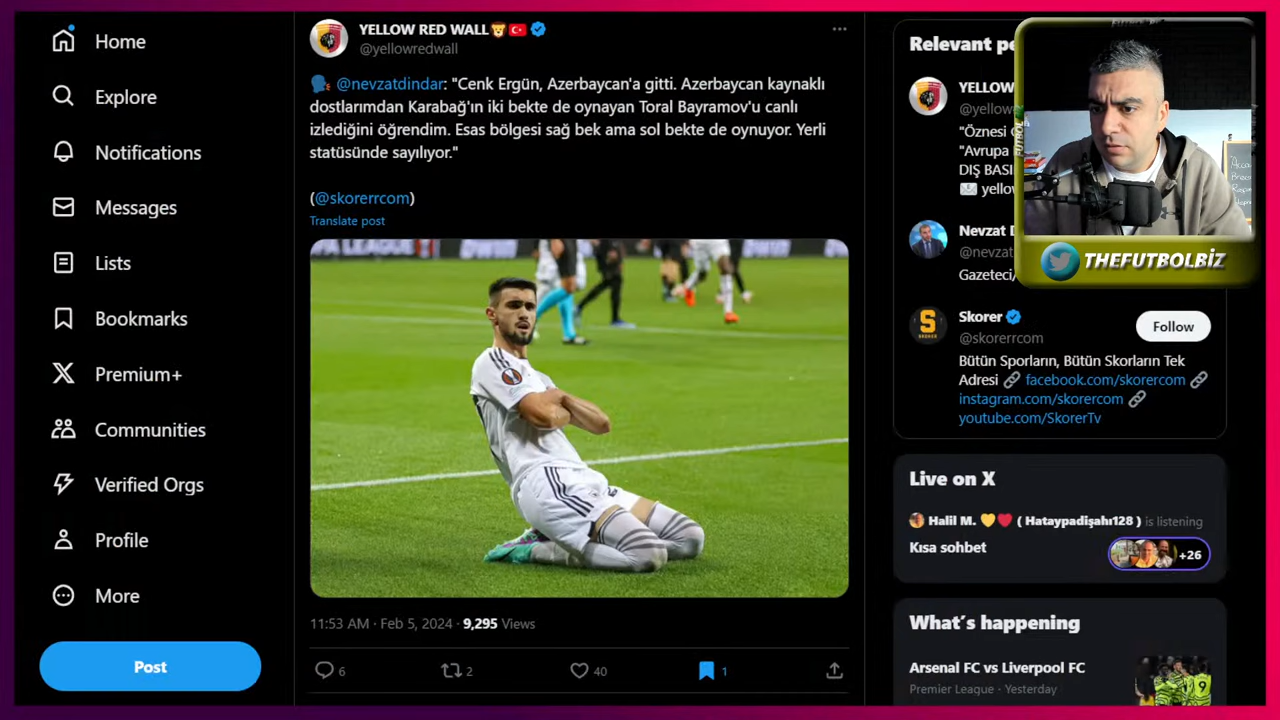 Home
Explore
Notifications
Messages
Lists
Bookmarks
Premium+
Communities
Verified Orgs
Profile
More
Post
YELLOW RED WALL
@yellowredwall
@nevzatdindar: "Cenk Ergün, Azerbaycan'a gitti. Azerbaycan kaynaklı
dostlarımdan Karabağ'ın iki bekte de oynayan Toral Bayramov'u canlı
izlediğini öğrendim. Esas bölgesi sağ bek ama sol bekte de oynuyor. Yerli
statüsünde sayılıyor."
(@skorerrcom)
Translate post
11:53 AM · Feb 5, 2024 · 9,295 Views
6
2
40
1
Relevant
YELLOW
"Öznesi
"Avrupa
DIŞ BASI
Nevzat
@nevzat
Gazeteci/
THEFUTBOLBİZ
Skorer
@skorerrcom
Follow
Bütün Sporların, Bütün Skorların Tek
Adresi facebook.com/skorercom
instagram.com/skorercom
youtube.com/SkorerTv
Live on X
Halil M. ( Hataypadişahı128 ) is listening
Kısa sohbet
+26
What's happening
Arsenal FC vs Liverpool FC
Premier League · Yesterday